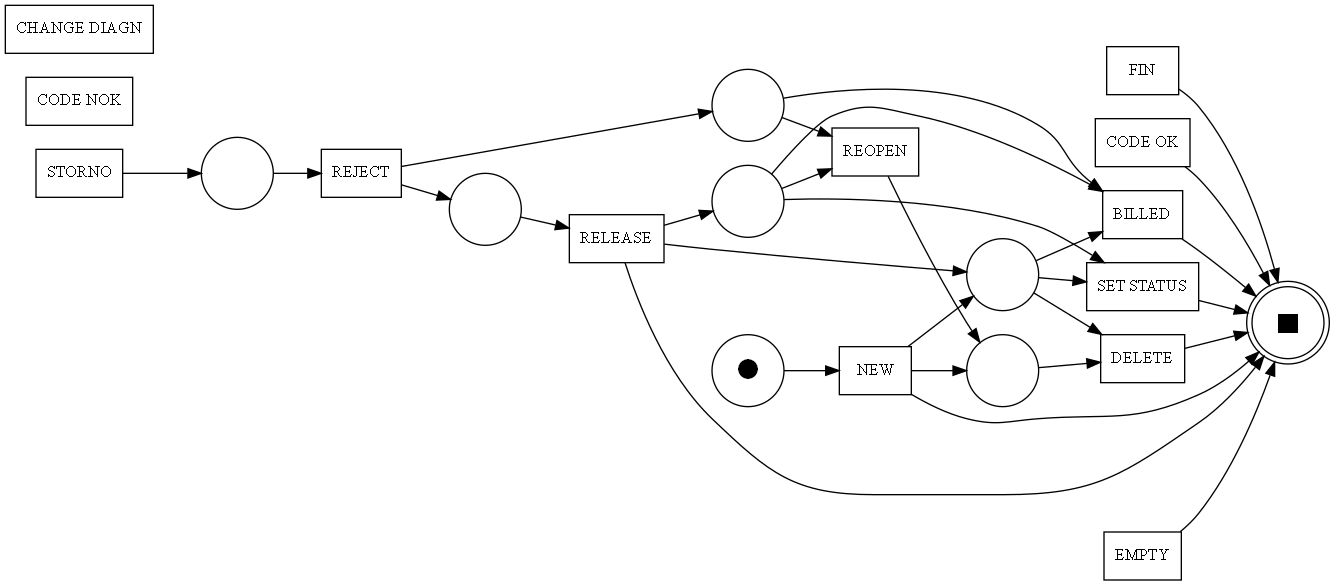 CHANGE DIAGN
CODE NOK
STORNO
REJECT
RELEASE
REOPEN
NEW
FIN
CODE OK
BILLED
SET STATUS
DELETE
EMPTY